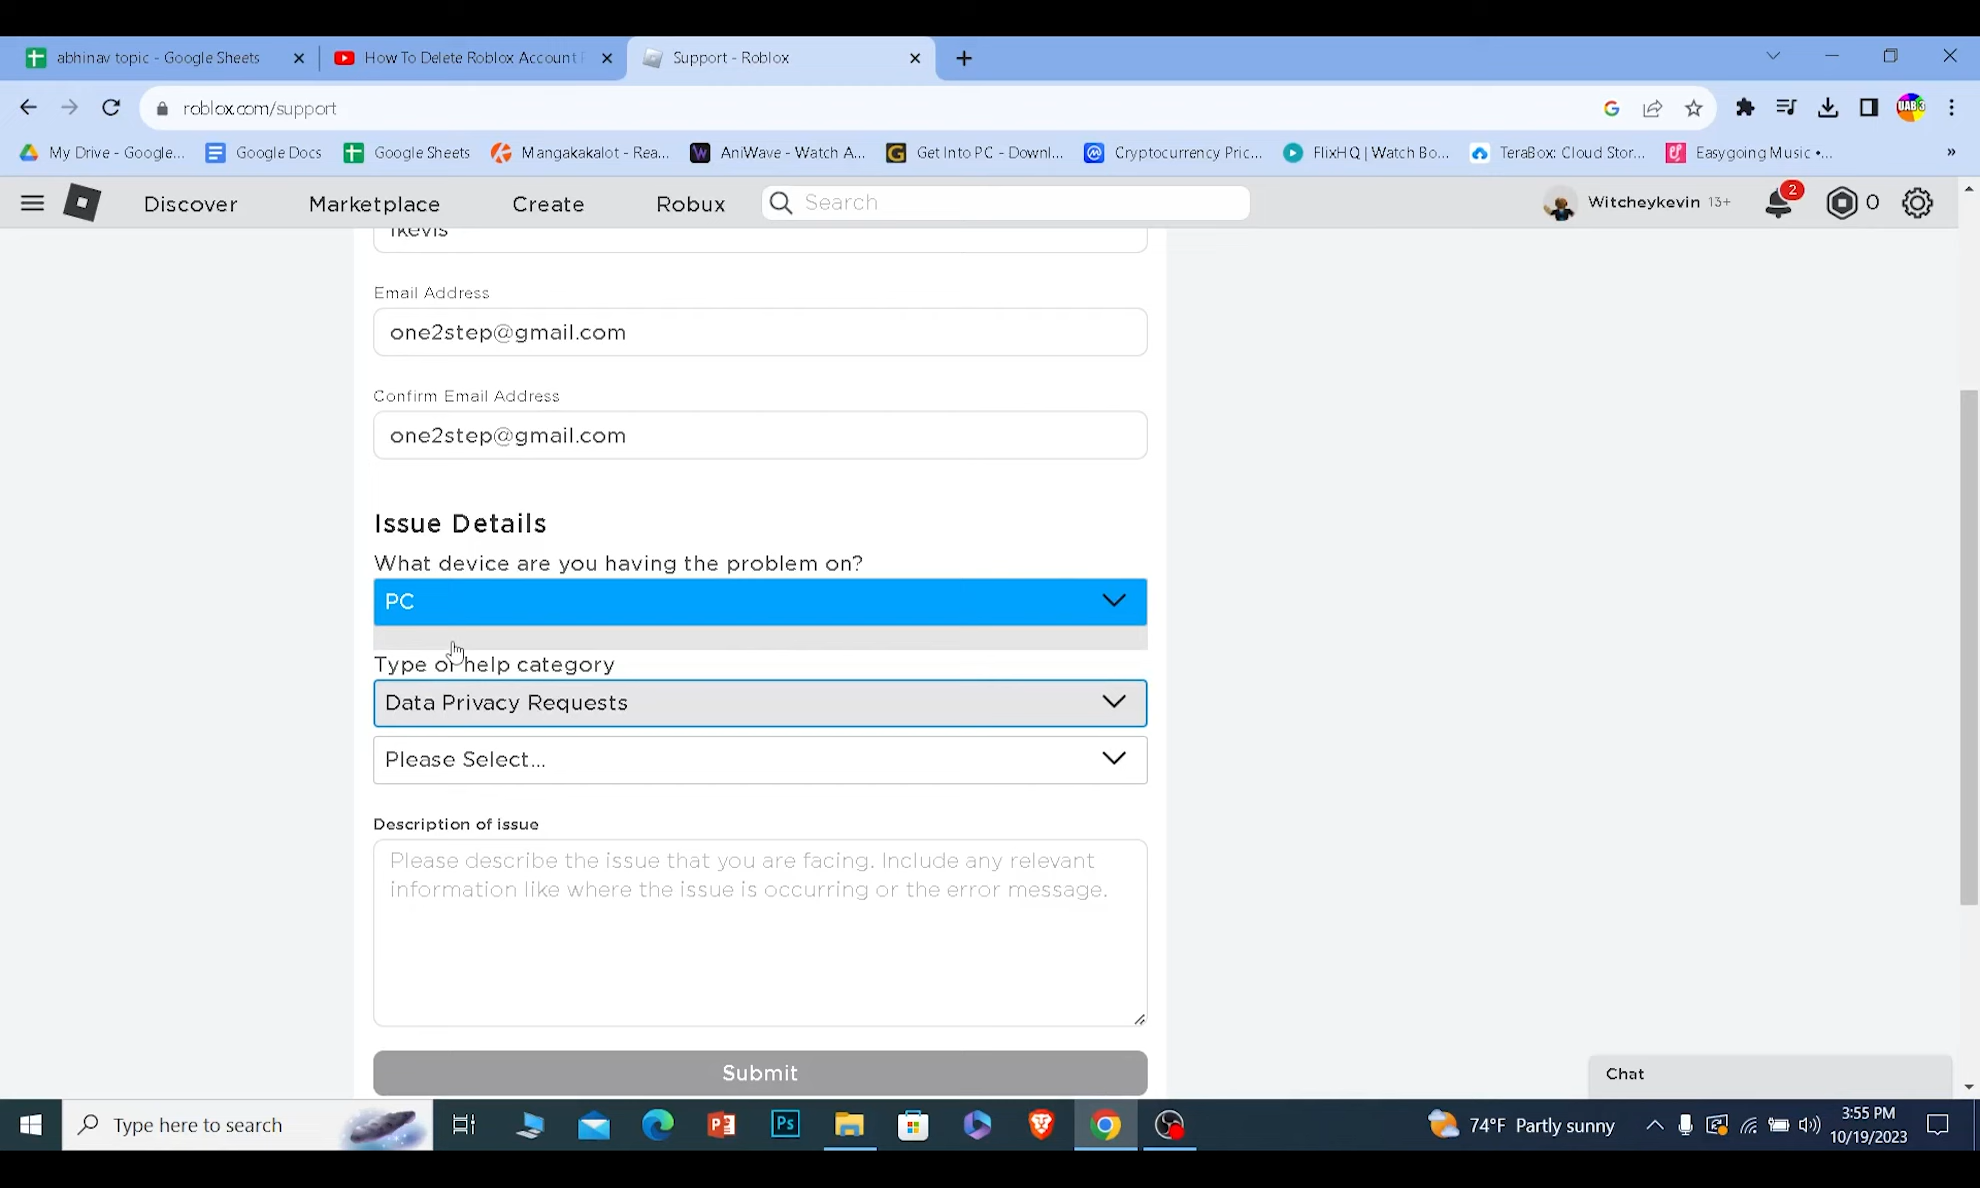 abhinav topic - Google Sheets
How To Delete Roblox Account
Support - Roblox
roblox.com/support
UAB 3
My Drive - Google...
Google Docs
Google Sheets
Mangakakalot - Rea...
AniWave - Watch A...
Get Into PC - Downl...
Cryptocurrency Pric...
FlixHQ | Watch Bo...
TeraBox: Cloud Stor...
Easygoing Music •...
»
Discover
Marketplace
Create
Robux
Search
Witcheykevin 13+
2
0
Email Address
one2step@gmail.com
Confirm Email Address
one2step@gmail.com
Issue Details
What device are you having the problem on?
PC
Type of help category
Data Privacy Requests
Please Select...
Description of issue
Please describe the issue that you are facing. Include any relevant
information like where the issue is occurring or the error message.
Submit
Chat
Type here to search
Ps
74°F Partly sunny
3:55 PM
10/19/2023